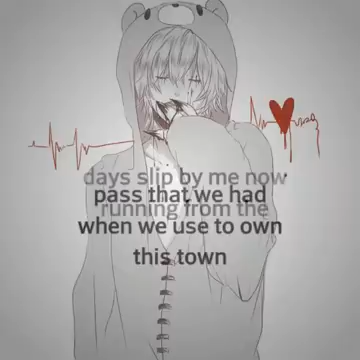 days slip by me now
pass that we had
running from the
when we use to own
this town